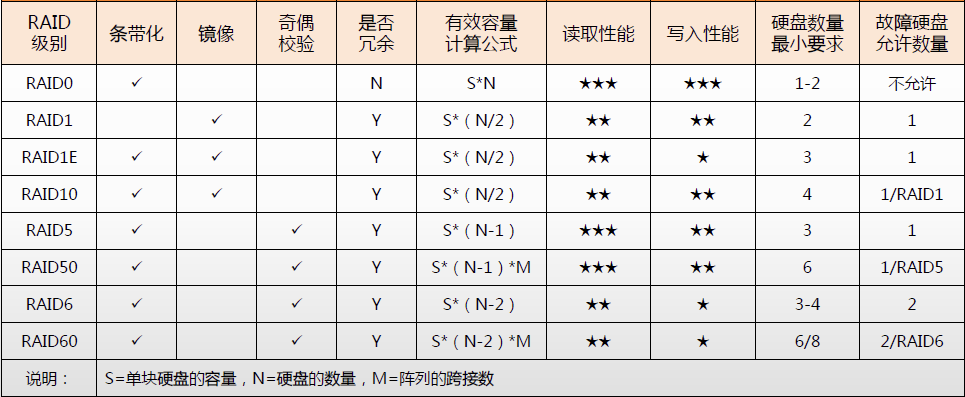 RAID级别 条带化 镜像 奇偶校验 是否冗余 有效容量计算公式 读取性能 写入性能 硬盘数量最小要求 故障硬盘允许数量
RAID0 ✓ N S*N ★★★ ★★★ 1-2 不允许
RAID1 ✓ Y S*（N/2） ★★ ★★ 2 1
RAID1E ✓ ✓ Y S*（N/2） ★★ ★ 3 1
RAID10 ✓ ✓ Y S*（N/2） ★★ ★★ 4 1/RAID1
RAID5 ✓ ✓ Y S*（N-1） ★★★ ★★ 3 1
RAID50 ✓ ✓ Y S*（N-1）*M ★★★ ★★ 6 1/RAID5
RAID6 ✓ ✓ Y S*（N-2） ★★ ★ 3-4 2
RAID60 ✓ ✓ Y S*（N-2）*M ★★ ★ 6/8 2/RAID6
说明： S=单块硬盘的容量，N=硬盘的数量，M=阵列的跨接数